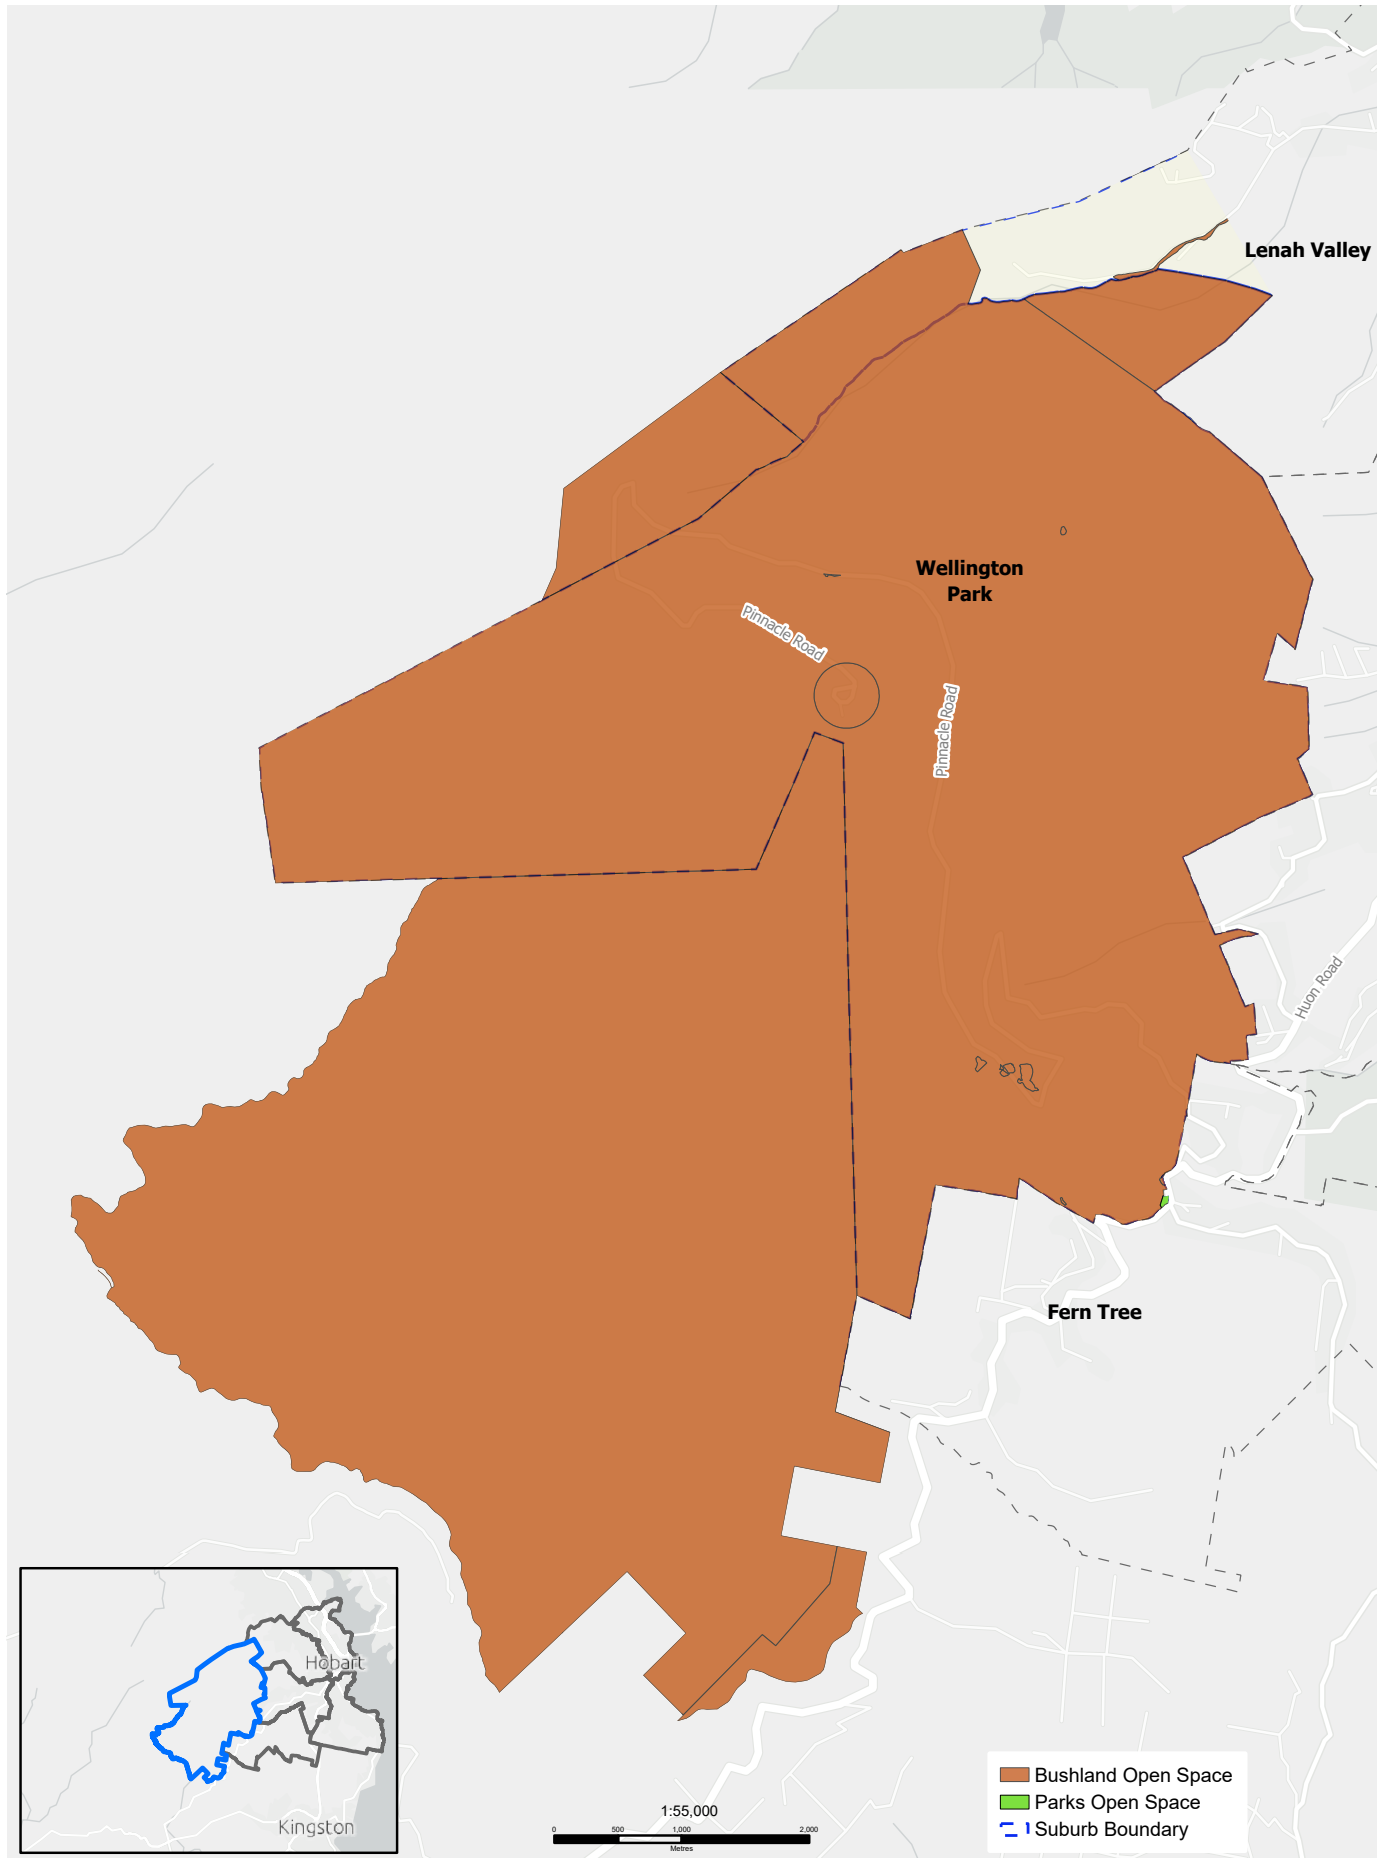 Lenah Valley
Wellington
Park
Pinnacle Road
Pinnacle Road
Huon Road
Fern Tree
Hobart
Kingston
1:55,000
0 500 1,000 2,000
Metres
Bushland Open Space
Parks Open Space
Suburb Boundary